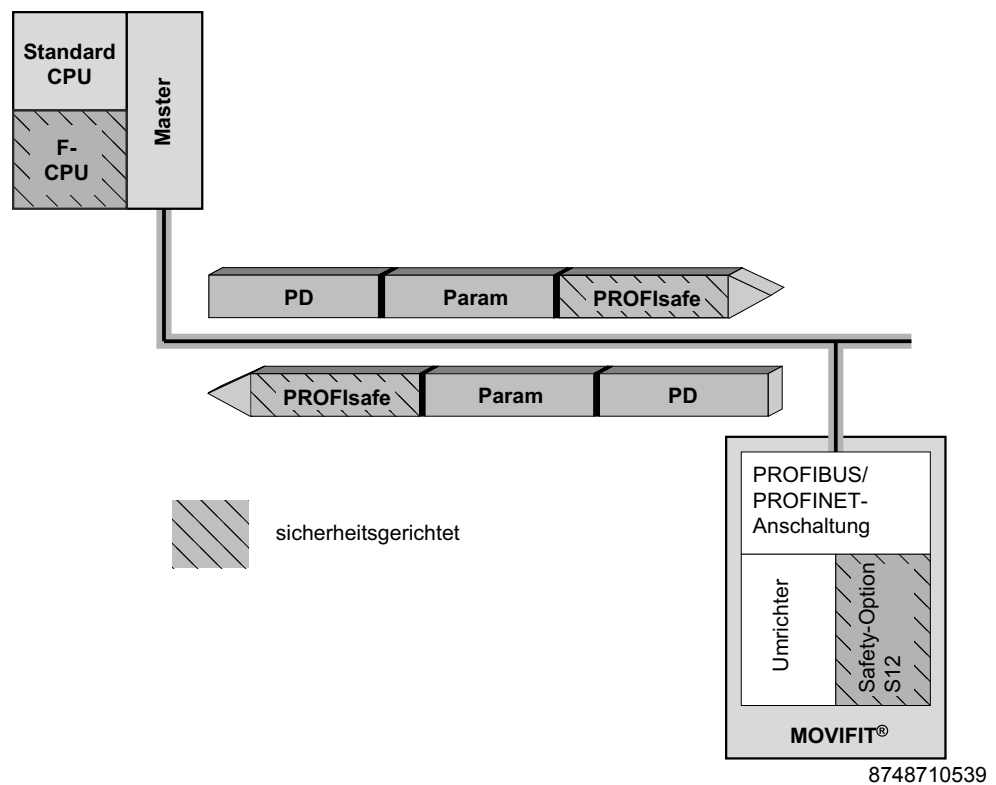 Standard
CPU
F-
CPU
Master
PD
Param
PROFIsafe
PROFIsafe
Param
PD
sicherheitsgerichtet
PROFIBUS/
PROFINET-
Anschaltung
Umrichter
Safety-Option
S12
MOVIFIT®
8748710539